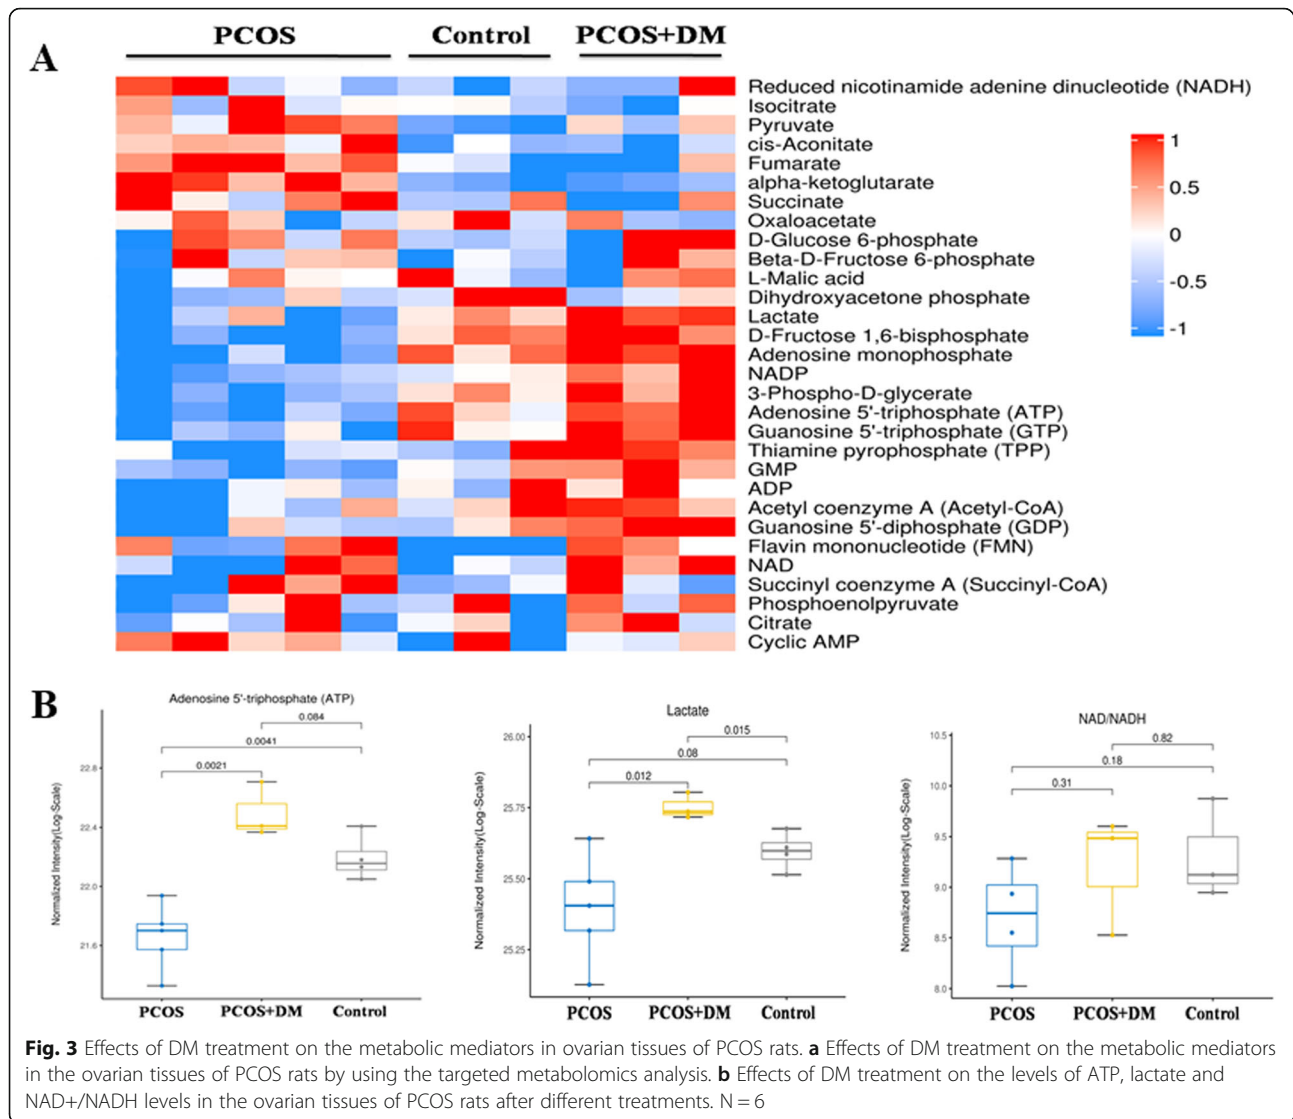 PCOS Control PCOS+DM
A
Reduced nicotinamide adenine dinucleotide (NADH)
Isocitrate
Pyruvate
cis-Aconitate
Fumarate
alpha-ketoglutarate
Succinate
Oxaloacetate
D-Glucose 6-phosphate
Beta-D-Fructose 6-phosphate
L-Malic acid
Dihydroxyacetone phosphate
Lactate
D-Fructose 1,6-bisphosphate
Adenosine monophosphate
NADP
3-Phospho-D-glycerate
Adenosine 5'-triphosphate (ATP)
Guanosine 5'-triphosphate (GTP)
Thiamine pyrophosphate (TPP)
GMP
ADP
Acetyl coenzyme A (Acetyl-CoA)
Guanosine 5'-diphosphate (GDP)
Flavin mononucleotide (FMN)
NAD
Succinyl coenzyme A (Succinyl-CoA)
Phosphoenolpyruvate
Citrate
Cyclic AMP
1
0.5
0
-0.5
-1
B
Adenosine 5'-triphosphate (ATP)
Normalized Intensity(Log-Scale)
22.8
22.4
22.0
21.6
0.084
0.0041
0.0021
PCOS PCOS+DM Control
Lactate
Normalized Intensity(Log-Scale)
26.00
25.75
25.50
25.25
0.015
0.08
0.012
PCOS PCOS+DM Control
NAD/NADH
Normalized Intensity(Log-Scale)
10.5
10.0
9.5
9.0
8.5
8.0
0.82
0.18
0.31
PCOS PCOS+DM Control
Fig. 3 Effects of DM treatment on the metabolic mediators in ovarian tissues of PCOS rats. a Effects of DM treatment on the metabolic mediators
in the ovarian tissues of PCOS rats by using the targeted metabolomics analysis. b Effects of DM treatment on the levels of ATP, lactate and
NAD+/NADH levels in the ovarian tissues of PCOS rats after different treatments. N = 6